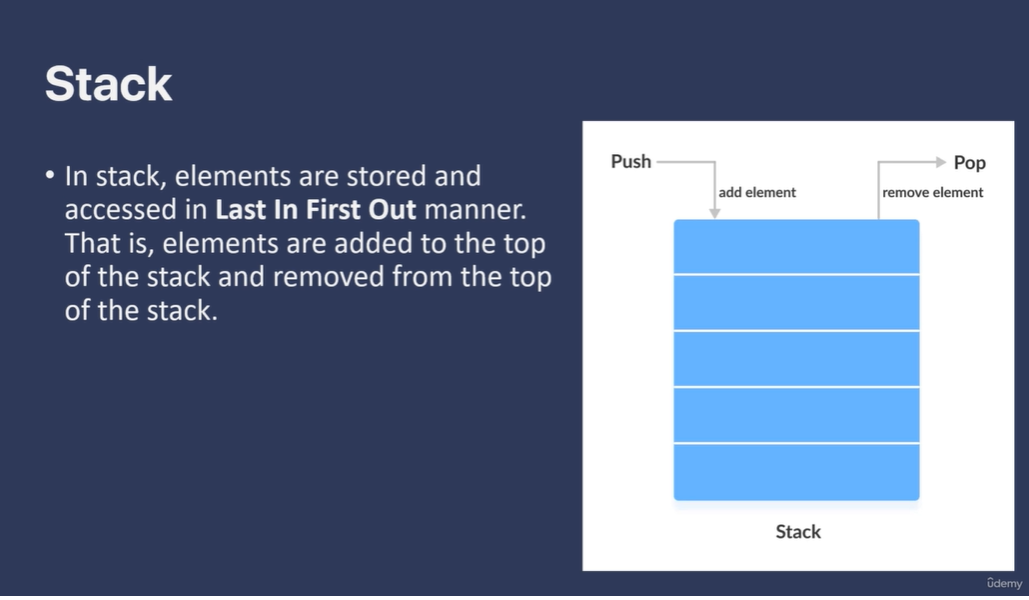 Stack
• In stack, elements are stored and
accessed in Last In First Out manner.
That is, elements are added to the top
of the stack and removed from the top
of the stack.
Push
Pop
add element
remove element
Stack
ûdemy